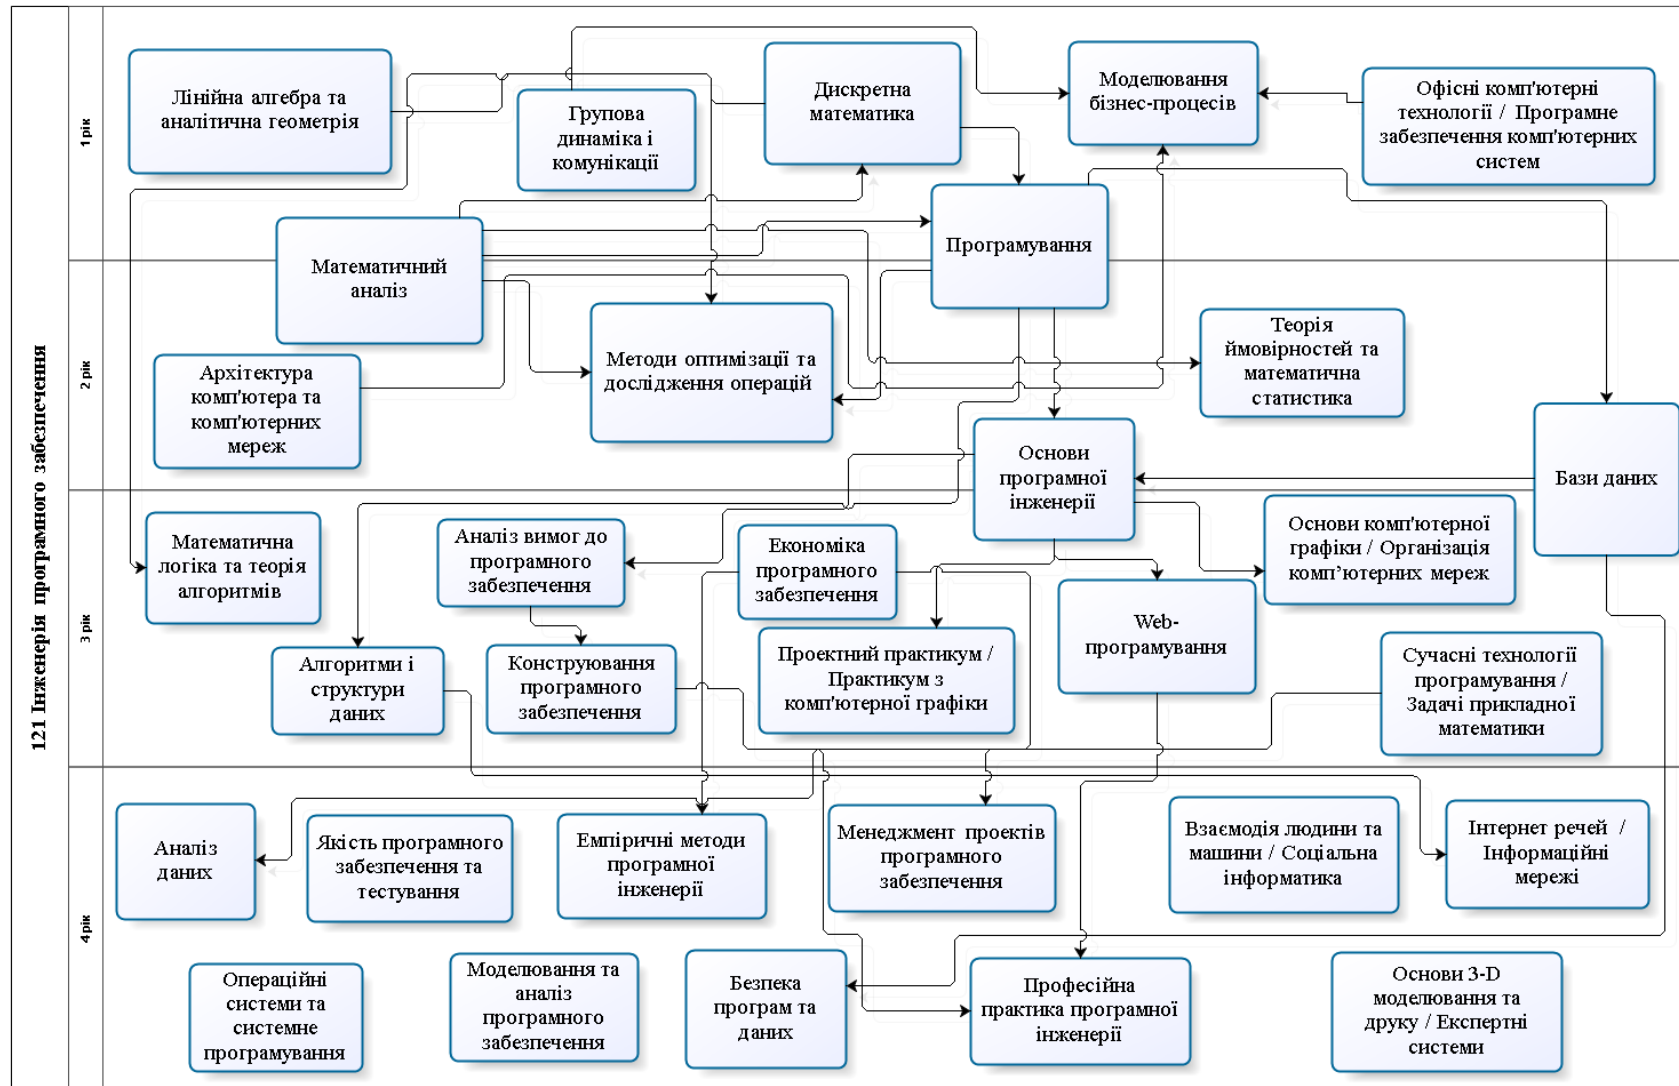 121 Інженерія програмного забезпечення
1 рік
Лінійна алгебра та
аналітична геометрія
Групова
динаміка і
комунікації
Дискретна
математика
Моделювання
бізнес-процесів
Офісні комп'ютерні
технології / Програмне
забезпечення комп'ютерних
систем
Математичний
аналіз
Програмування
2 рік
Архітектура
комп'ютера та
комп'ютерних
мереж
Методи оптимізації та
дослідження операцій
Теорія
ймовірностей та
математична
статистика
Основи
програмної
інженерії
Бази даних
3 рік
Математична
логіка та теорія
алгоритмів
Аналіз вимог до
програмного
забезпечення
Економіка
програмного
забезпечення
Основи комп'ютерної
графіки / Організація
комп’ютерних мереж
Алгоритми і
структури
даних
Конструювання
програмного
забезпечення
Проектний практикум /
Практикум з
комп'ютерної графіки
Web-
програмування
Сучасні технології
програмування /
Задачі прикладної
математики
4 рік
Аналіз
даних
Якість програмного
забезпечення та
тестування
Емпіричні методи
програмної
інженерії
Менеджмент проектів
програмного
забезпечення
Взаємодія людини та
машини / Соціальна
інформатика
Інтернет речей /
Інформаційні
мережі
Операційні
системи та
системне
програмування
Моделювання та
аналіз
програмного
забезпечення
Безпека
програм та
даних
Професійна
практика програмної
інженерії
Основи 3-D
моделювання та
друку / Експертні
системи